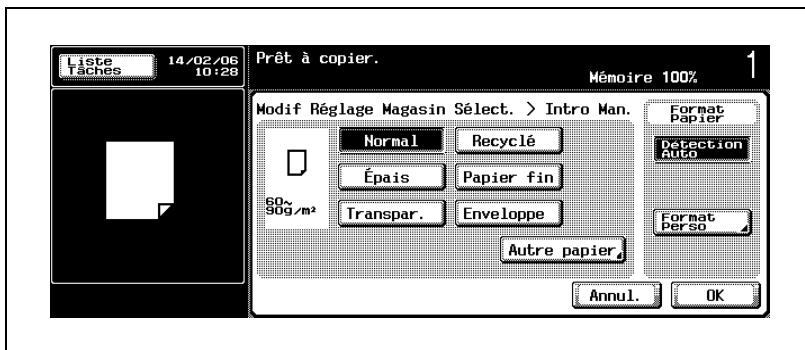 Liste
Tâches
14/02/06
10:28
Prêt à copier.
Mémoire 100%
1
Modif Réglage Magasin Sélect. > Intro Man.
Format
Papier
Normal
Recyclé
Détection
Auto
Épais
Papier fin
60~
90g/m²
Transpar.
Enveloppe
Format
Perso
Autre papier
Annul.
OK